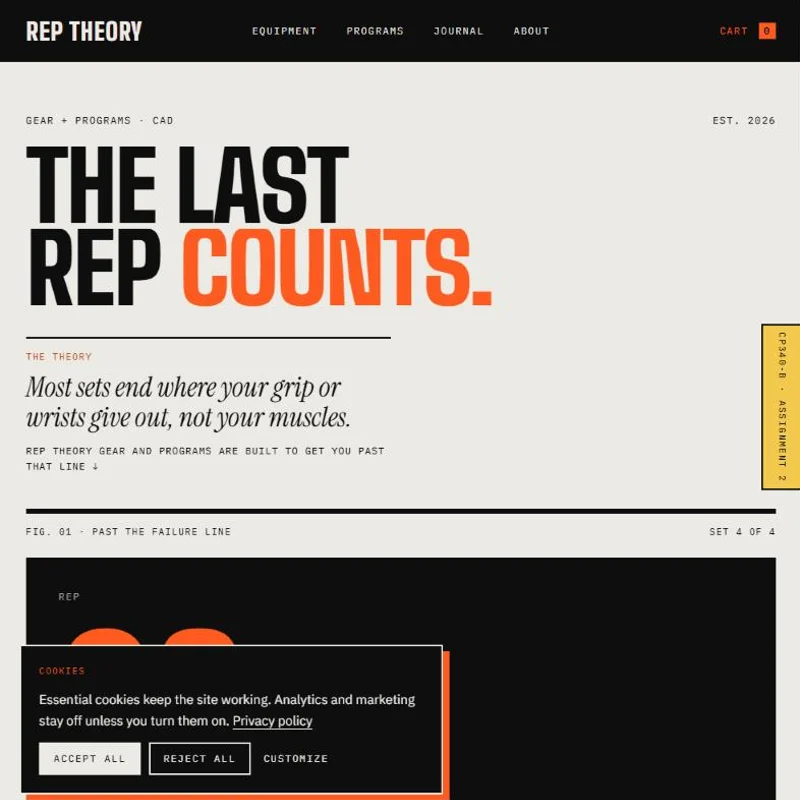 REP THEORY
EQUIPMENT PROGRAMS JOURNAL ABOUT
CART 0
GEAR + PROGRAMS · CAD
EST. 2026
THE LAST
REP COUNTS.
THE THEORY
Most sets end where your grip or
wrists give out, not your muscles.
REP THEORY GEAR AND PROGRAMS ARE BUILT TO GET YOU PAST
THAT LINE ↓
CP340-B · ASSIGNMENT 2
FIG. 01 · PAST THE FAILURE LINE
SET 4 OF 4
REP
COOKIES
Essential cookies keep the site working. Analytics and marketing
stay off unless you turn them on. Privacy policy
ACCEPT ALL REJECT ALL CUSTOMIZE